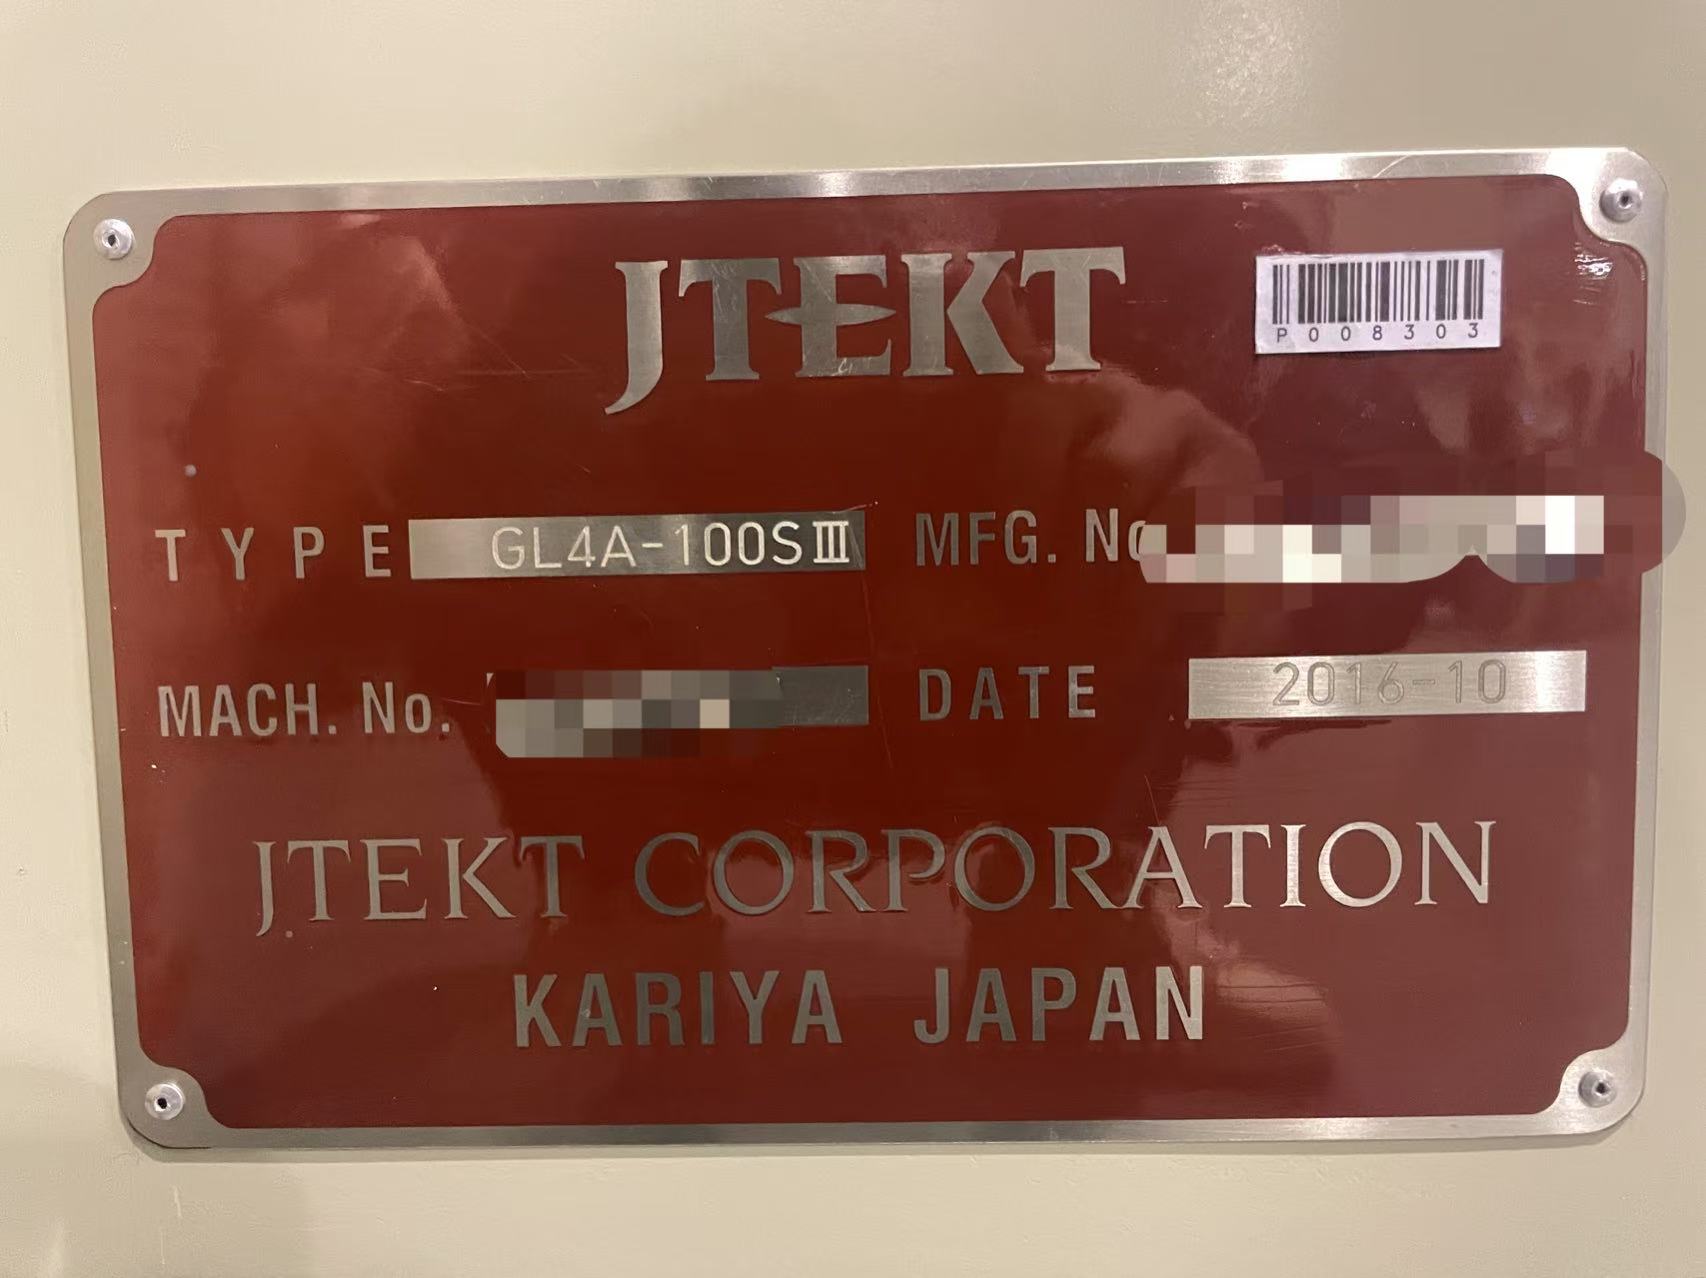 JTEKT
P008303
TYPE GL4A-100SⅢ MFG. No
MACH. No. DATE 2016-10
JTEKT CORPORATION
KARIYA JAPAN